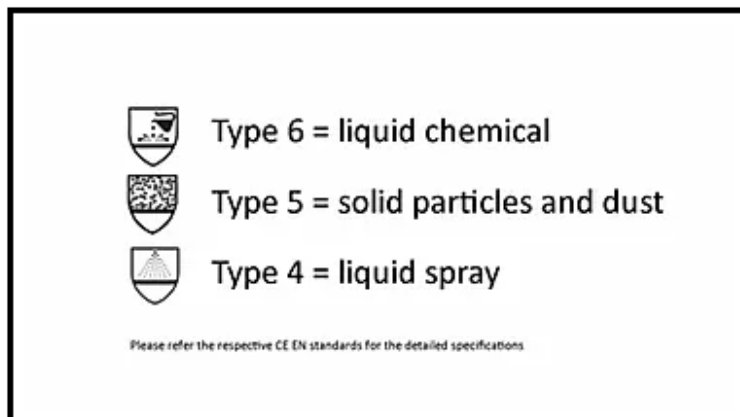 Type 6 = liquid chemical
Type 5 = solid particles and dust
Type 4 = liquid spray
Please refer the respective CE EN standards for the detailed specifications